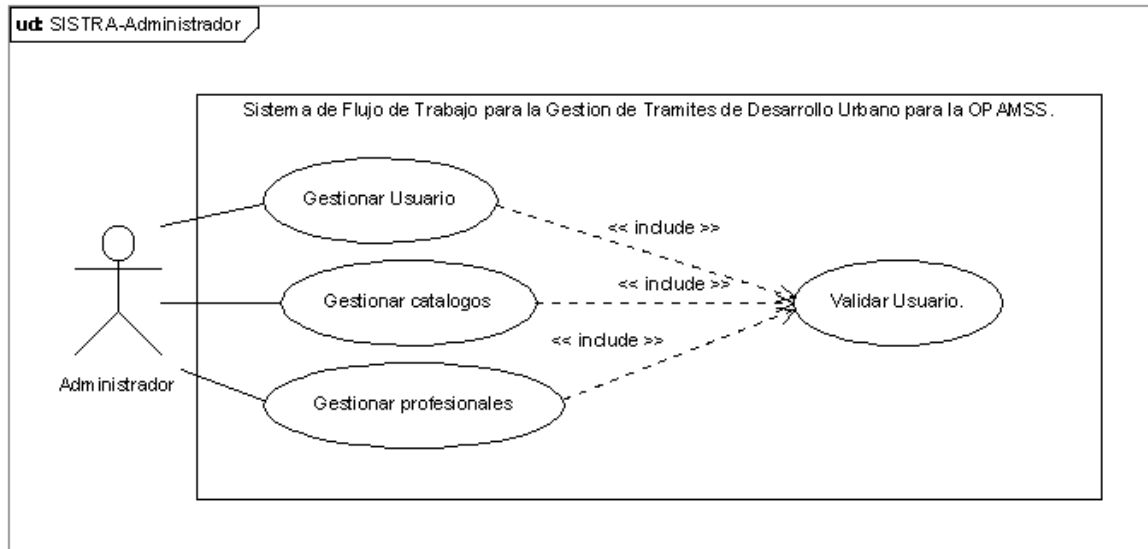 ud: SISTRA-Administrador
Sistema de Flujo de Trabajo para la Gestion de Tramites de Desarrollo Urbano para la OPAMSS.
Gestionar Usuario
<< include >>
<< include >>
Gestionar catalogos
Validar Usuario.
<< include >>
Administrador
Gestionar profesionales